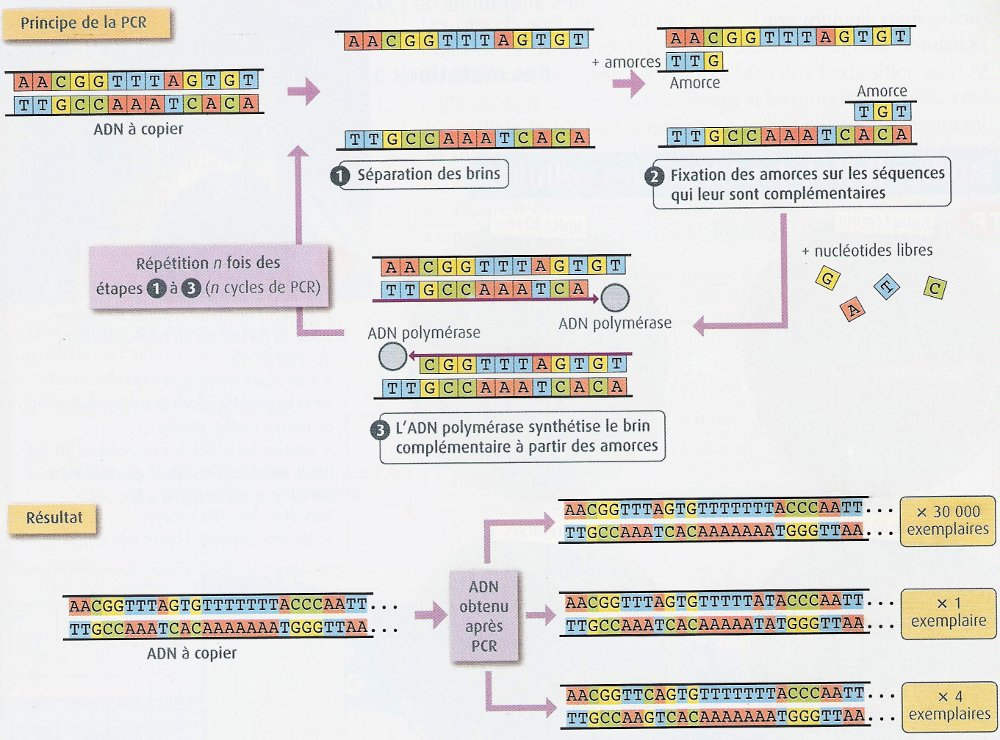 Principe de la PCR
AACGGTTTAGTGT
TTGCCAAATCACA
ADN à copier
AACGGTTTAGTGT
TTGCCAAATCACA
1 Séparation des brins
+ amorces
AACGGTTTAGTGT
TTG
Amorce
Amorce
TGT
TTGCCAAATCACA
2 Fixation des amorces sur les séquences
qui leur sont complémentaires
+ nucléotides libres
G
A
T
C
Répétition n fois des
étapes 1 à 3 (n cycles de PCR)
AACGGTTTAGTGT
TTGCCAAATCA
ADN polymérase
ADN polymérase
CGGTTTAGTGT
TTGCCAAATCACA
3 L'ADN polymérase synthétise le brin
complémentaire à partir des amorces
Résultat
AACGGTTTAGTGTTTTTTTACCCAATT...
TTGCCAAATCACAAAAAAATGGGTTAA...
ADN à copier
ADN
obtenu
après
PCR
AACGGTTTAGTGTTTTTTTACCCAATT...
TTGCCAAATCACAAAAAAATGGGTTAA...
× 30 000
exemplaires
AACGGTTTAGTGTTTTTATACCCAATT...
TTGCCAAATCACAAAAATATGGGTTAA...
× 1
exemplaire
AACGGTTCAGTGTTTTTTTACCCAATT...
TTGCCAAGTCACAAAAAAATGGGTTAA...
× 4
exemplaires